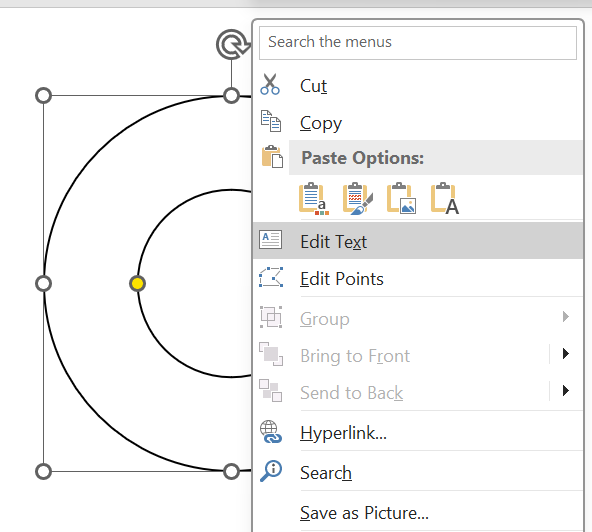 Search the menus
Cut
Copy
Paste Options:
a
A
A
Edit Text
Edit Points
Group
Bring to Front
Send to Back
Hyperlink...
Search
Save as Picture...